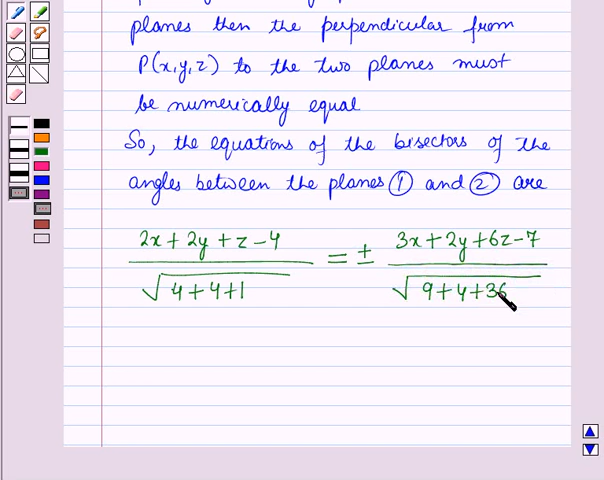 planes then the perpendicular from
P(x,y,z) to the two planes must
be numerically equal
So, the equations of the bisectors of the
angles between the planes ① and ② are
2x + 2y + z - 4 / √4+4+1 = ± 3x + 2y + 6z - 7 / √9+4+36